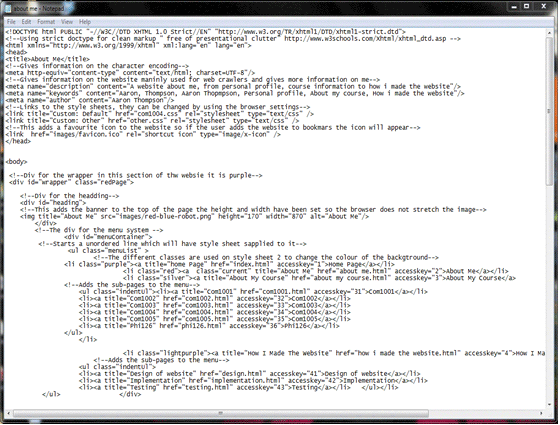 about me - Notepad
File Edit Format View Help
<!DOCTYPE html PUBLIC "-//W3C//DTD XHTML 1.0 Strict//EN" "http://www.w3.org/TR/xhtml1/DTD/xhtml1-strict.dtd">
<!--Using strict doctype for clean markup " free of presentational clutter" http://www.w3schools.com/Xhtml/xhtml_dtd.asp -->
<html xmlns="http://www.w3.org/1999/xhtml" xml:lang="en" lang="en">
<head>
<title>About Me</title>
<!--Gives information on the character encoding-->
<meta http-equiv="content-type" content="text/html; charset=UTF-8"/>
<!--Gives information on the website maininly used for web crawlers and gives more information on me-->
<meta name="description" content="A website about me, from personal profile, course information to how i made the website"/>
<meta name="keywords" content="Aaron, Thompson, Aaron Thompson, Personal profile, About my course, How i made the website"/>
<meta name="author" content="Aaron Thompson"/>
<!--Links to the style sheets, they can be changed by using the browser settings-->
<link title="Custom: Default" href="com1004.css" rel="stylesheet" type="text/css" />
<link title="Custom: Other" href="other.css" rel="stylesheet" type="text/css" />
<!--This adds a favourite icon to the website so if the user adds the website to bookmars the icon will appear-->
<link href="images/favicon.ico" rel="shortcut icon" type="image/x-icon" />
</head>
<body>
<!--Div for the wrapper in this section of thw websie it is purple-->
<div id="wrapper" class="redPage">
<!--Div for the headding-->
<div id="heading">
<!--This adds the banner to the top of the page the height and width have been set so the browser does not stretch the image-->
<img title="About Me" src="images/red-blue-robot.png" height="170" width="870" alt="About Me"/>
</div>
<!--The div for the menu system -->
<div id="menuContainer">
<!--Starts a unordered line which will have style sheet sapplied to it-->
<ul class="menuList" >
<!--The different classes are used on style sheet 2 to change the colour of the background-->
<li class="purple"><a title="Home Page" href="index.html" accesskey="1">Home Page</a></li>
<li class="red"><a class="current" title="About Me" href="about me.html" accesskey="2">About Me</a></li>
<li class="silver"><a title="About My Course" href="about my course.html" accesskey="3">About My Course</a>
<!--Adds the sub-pages to the menu-->
<ul class="indentul"><li><a title="Com1001" href="com1001.html" accesskey="31">Com1001</a></li>
<li><a title="Com1002" href="com1002.html" accesskey="32">Com1002</a></li>
<li><a title="Com1003" href="com1003.html" accesskey="33">Com1003</a></li>
<li><a title="Com1004" href="com1004.html" accesskey="34">Com1004</a></li>
<li><a title="Com1005" href="com1005.html" accesskey="35">Com1005</a></li>
<li><a title="Phi126" href="phi126.html" accesskey="36">Phi126</a></li>
</ul>
</li>
<li class="lightpurple"><a title="How I Made The Website" href="how i made the website.html" accesskey="4">How I Ma
<!--Adds the sub-pages to the menu-->
<ul class="indentul">
<li><a title="Design of website" href="design.html" accesskey="41">Design of website</a></li>
<li><a title="Implementation" href="implementation.html" accesskey="42">Implementation</a></li>
<li><a title="Testing" href="testing.html" accesskey="43">Testing</a></li> </ul></li>
</ul> </div>